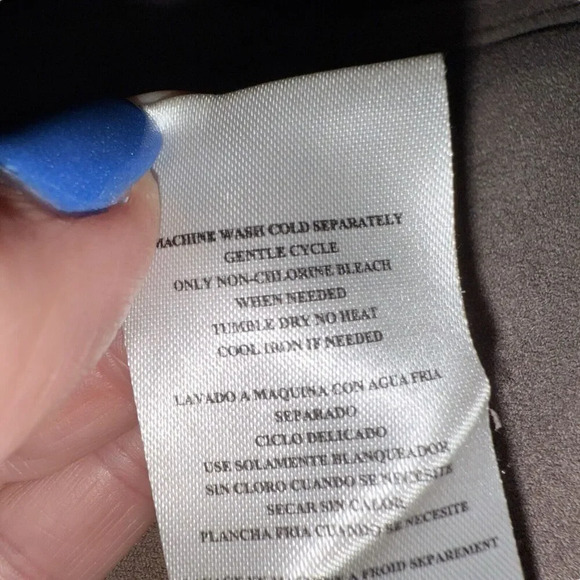 MACHINE WASH COLD SEPARATELY
GENTLE CYCLE
ONLY NON-CHLORINE BLEACH
WHEN NEEDED
TUMBLE DRY NO HEAT
COOL IRON IF NEEDED
LAVADO A MAQUINA CON AGUA FRIA
SEPARADO
CICLO DELICADO
USE SOLAMENTE BLANQUEADOR
SIN CLORO CUANDO SE NECESITE
SECAR SIN CALOR
PLANCHA FRIA CUANDO SE NECESITE
A FROID SEPAREMENT